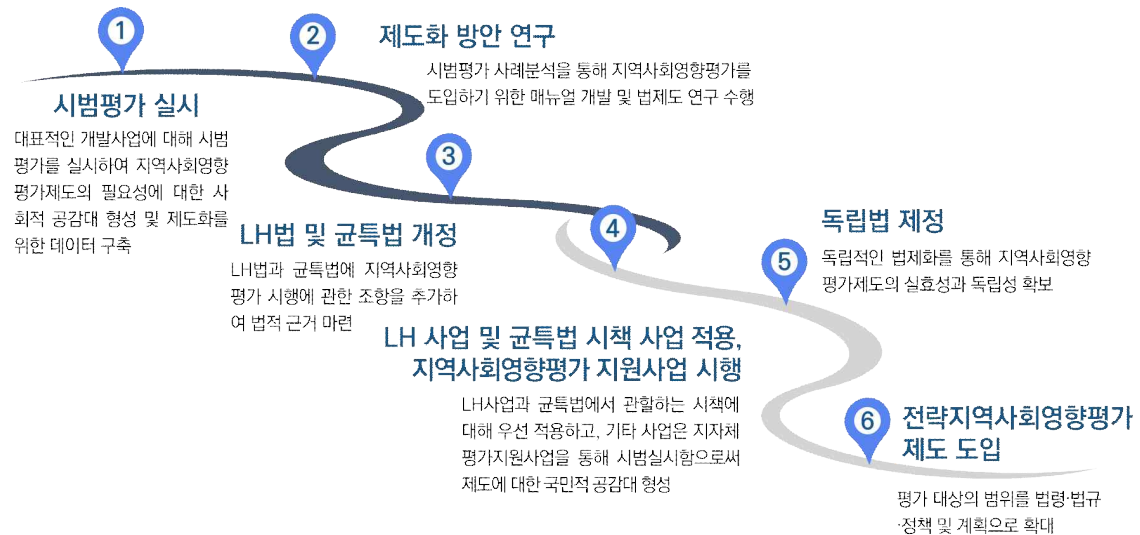 1
시범평가 실시
대표적인 개발사업에 대해 시범
평가를 실시하여 지역사회영향
평가제도의 필요성에 대한 사
회적 공감대 형성 및 제도화를
위한 데이터 구축
2
제도화 방안 연구
시범평가 사례분석을 통해 지역사회영향평가를
도입하기 위한 매뉴얼 개발 및 법제도 연구 수행
3
LH법 및 균특법 개정
LH법과 균특법에 지역사회영향
평가 시행에 관한 조항을 추가하
여 법적 근거 마련
4
LH 사업 및 균특법 시책 사업 적용,
지역사회영향평가 지원사업 시행
LH사업과 균특법에서 관할하는 시책에
대해 우선 적용하고, 기타 사업은 지자체
평가지원사업을 통해 시범실시함으로써
제도에 대한 국민적 공감대 형성
5
독립법 제정
독립적인 법제화를 통해 지역사회영향
평가제도의 실효성과 독립성 확보
6
전략지역사회영향평가
제도 도입
평가 대상의 범위를 법령·법규
·정책 및 계획으로 확대